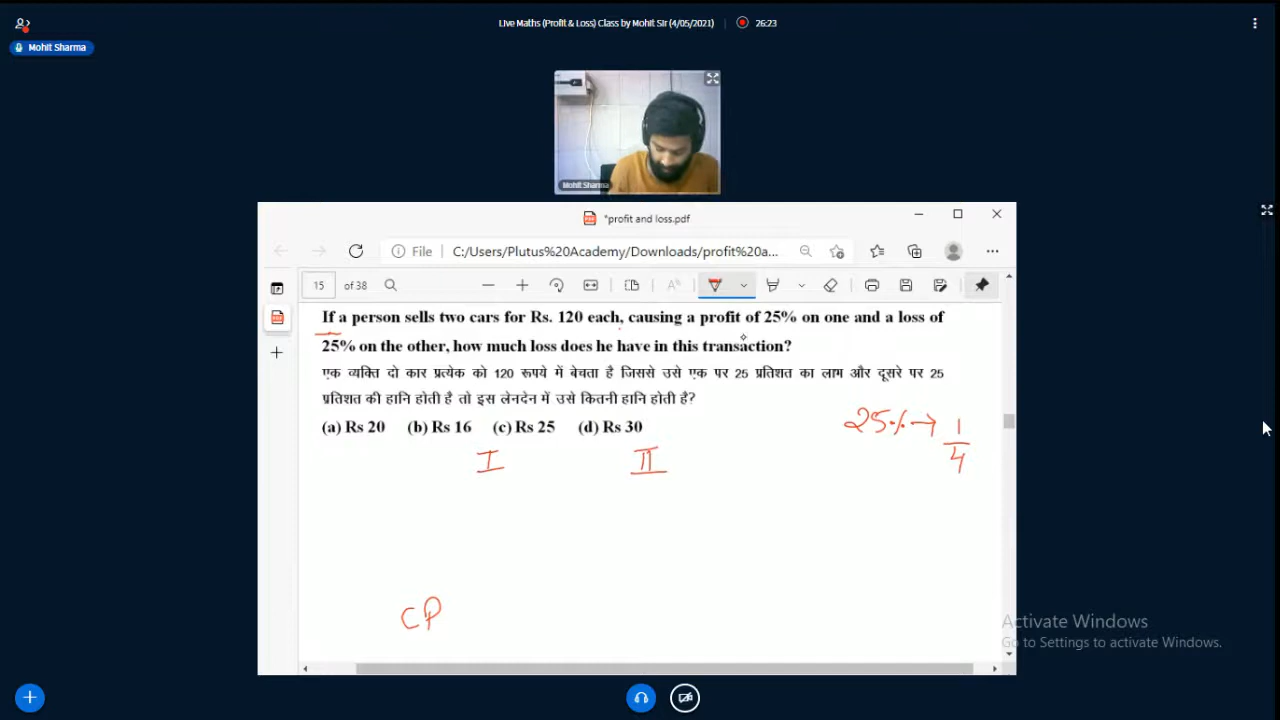 Live Maths (Profit & Loss) Class by Mohit Sir (4/05/2021) 26:23
Mohit Sharma
Mohit Sharma
*profit and loss.pdf
File C:/Users/Plutus%20Academy/Downloads/profit%20a...
15 of 38
If a person sells two cars for Rs. 120 each, causing a profit of 25% on one and a loss of
25% on the other, how much loss does he have in this transaction?
एक व्यक्ति दो कार प्रत्येक को 120 रूपये में बेचता है जिससे उसे एक पर 25 प्रतिशत का लाभ और दूसरे पर 25
प्रतिशत की हानि होती है तो इस लेनदेन में उसे कितनी हानि होती है?
(a) Rs 20 (b) Rs 16 (c) Rs 25 (d) Rs 30
25% → 1/4
I II
CP
Activate Windows
Go to Settings to activate Windows.